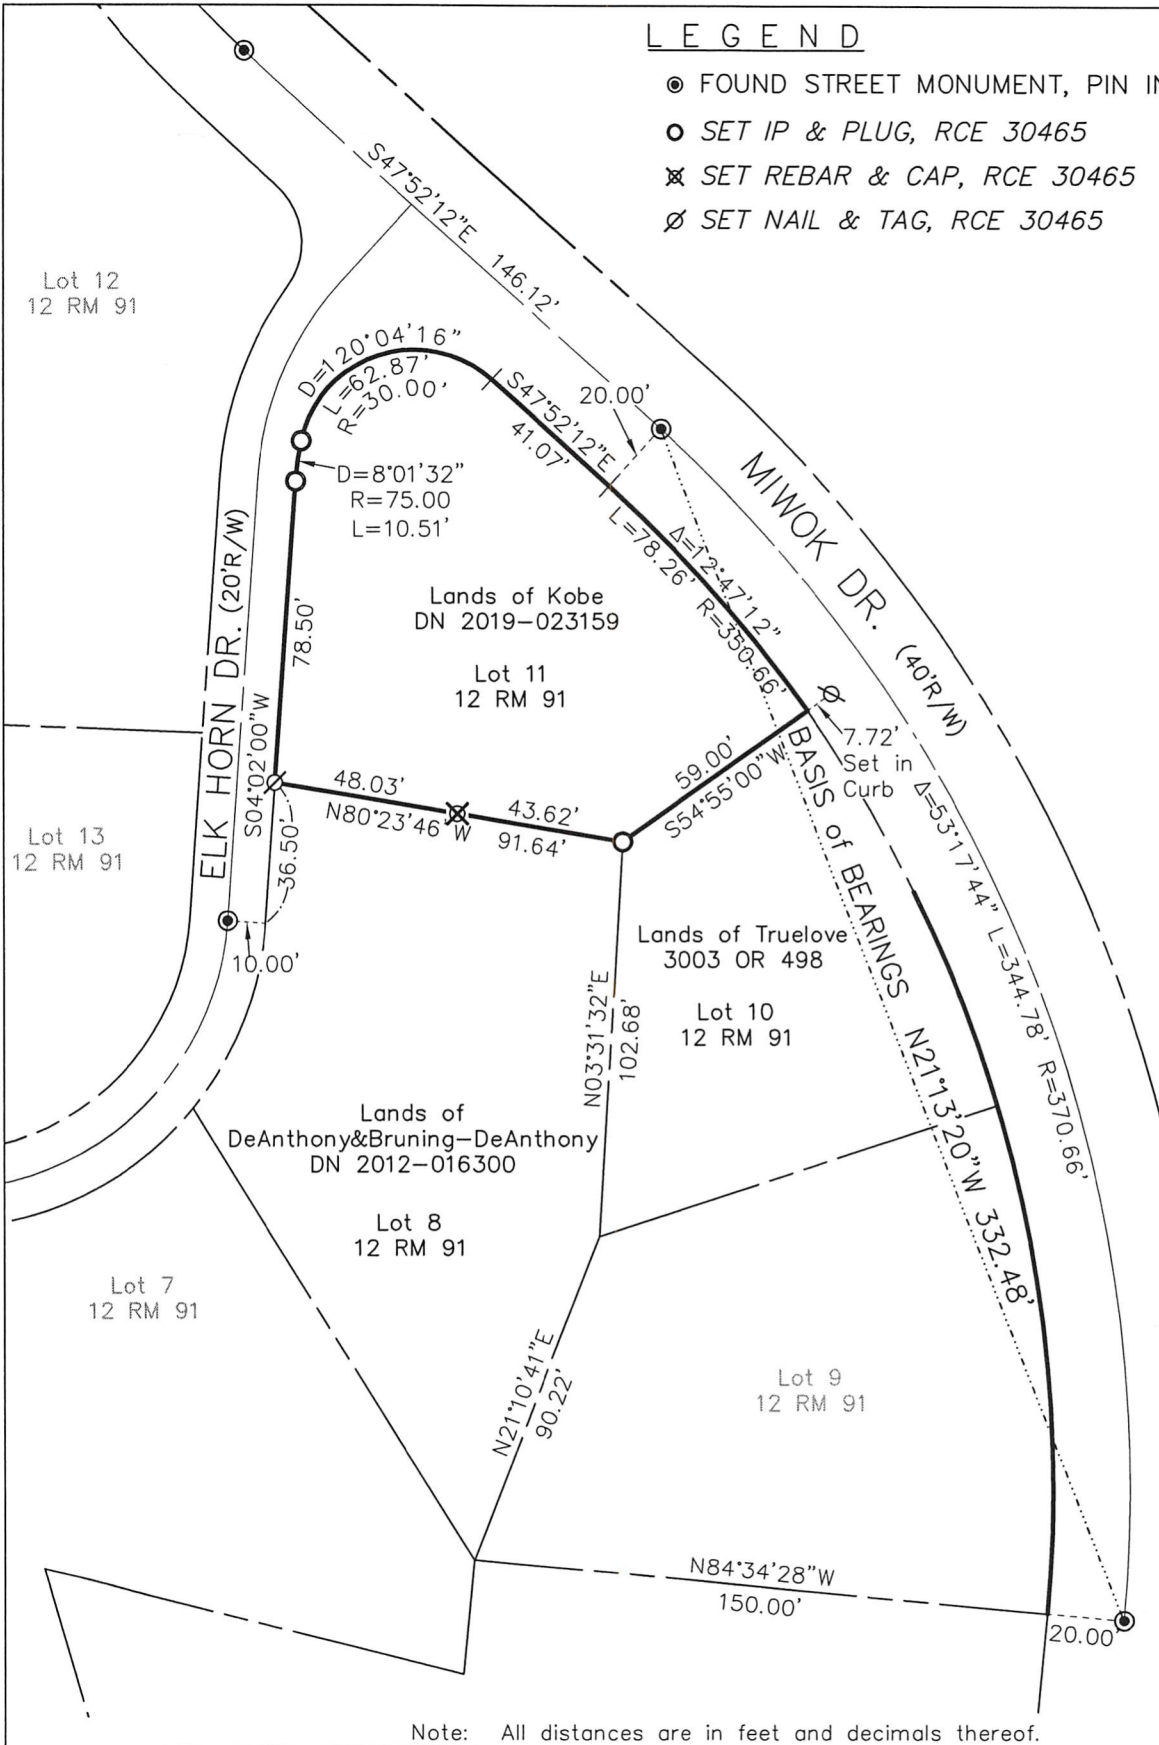 LEGEND
FOUND STREET MONUMENT, PIN IN
SET IP & PLUG, RCE 30465
SET REBAR & CAP, RCE 30465
SET NAIL & TAG, RCE 30465
S47°52'12"E
146.12'
Lot 12
12 RM 91
D=120°04'16"
L=62.87'
R=30.00'
S47°52'12"E
41.07'
20.00'
D=8°01'32"
R=75.00
L=10.51'
MIWOK DR. (40'R/W)
Δ=12°47'12"
L=78.26'
R=350.66'
Lands of Kobe
DN 2019-023159
Lot 11
12 RM 91
ELK HORN DR. (20'R/W)
78.50'
S04°02'00"W
7.72'
Set in
Curb
59.00'
S54°55'00"W
48.03'
43.62'
N80°23'46"W
91.64'
Lot 13
12 RM 91
36.50'
10.00'
BASIS of BEARINGS N21°13'20"W 332.48'
Δ=53°17'44" L=344.78' R=370.66'
Lands of Truelove
3003 OR 498
Lot 10
12 RM 91
N03°31'32"E
102.68'
Lands of
DeAnthony&Bruning-DeAnthony
DN 2012-016300
Lot 8
12 RM 91
Lot 7
12 RM 91
N21°10'41"E
90.22'
Lot 9
12 RM 91
N84°34'28"W
150.00'
20.00'
Note: All distances are in feet and decimals thereof.